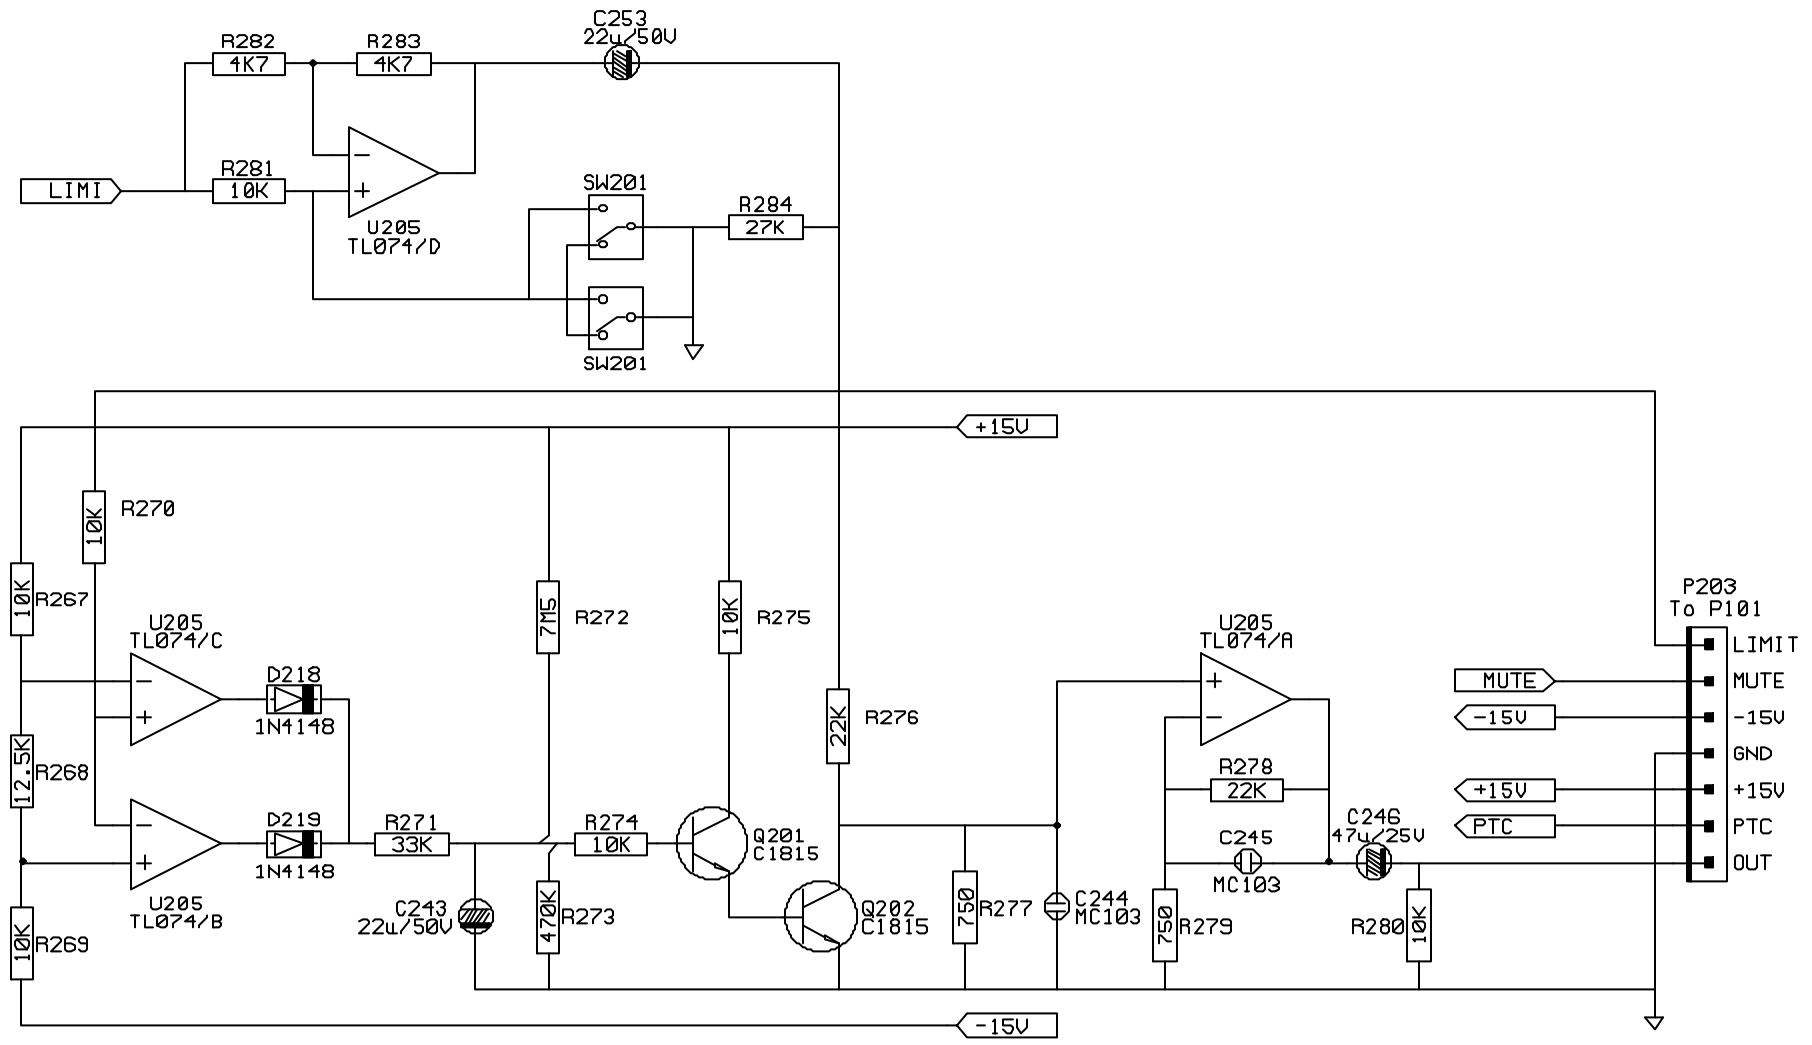 C253
22u/50V
R282
4K7
R283
4K7
R281
10K
LIMI
U205
TL074/D
SW201
SW201
R284
27K
+15V
R270
10K
R267
10K
U205
TL074/C
D218
1N4148
R268
12.5K
D219
1N4148
U205
TL074/B
R269
10K
R271
33K
C243
22u/50V
R272
7M5
R273
470K
R274
10K
R275
10K
Q201
C1815
Q202
C1815
R276
22K
R277
750
C244
MC103
U205
TL074/A
R278
22K
C245
MC103
C246
47u/25V
R279
750
R280
10K
-15V
P203
To P101
LIMIT
MUTE
MUTE
-15V
-15V
GND
+15V
+15V
PTC
PTC
OUT